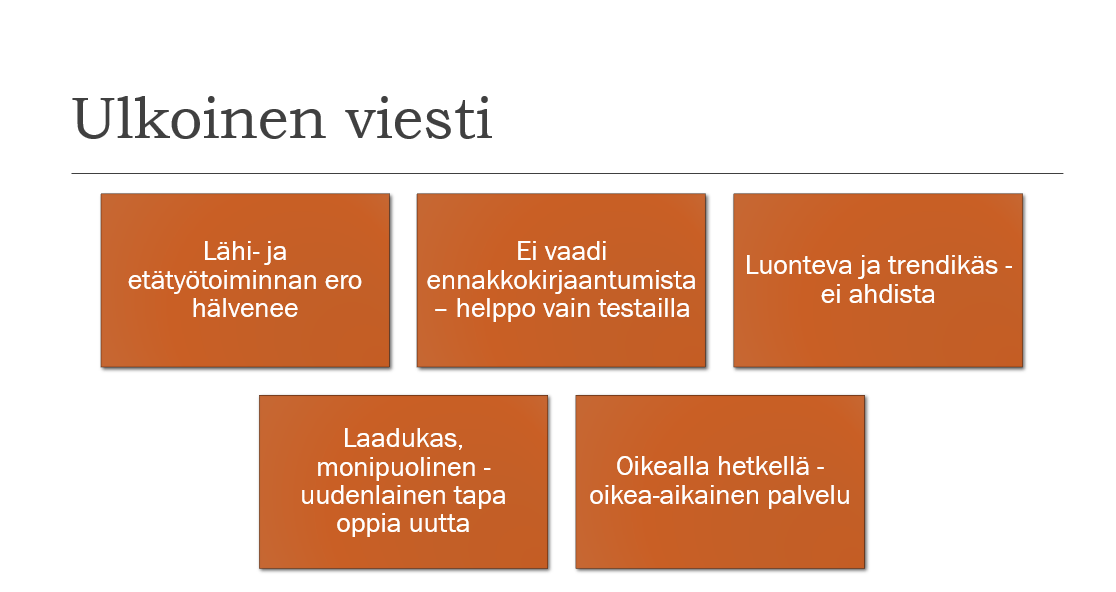 Ulkoinen viesti
Lähi- ja
etätyötoiminnan ero
hälvenee
Ei vaadi
ennakkokirjaantumista
– helppo vain testailla
Luonteva ja trendikäs -
ei ahdista
Laadukas,
monipuolinen -
uudenlainen tapa
oppia uutta
Oikealla hetkellä -
oikea-aikainen palvelu